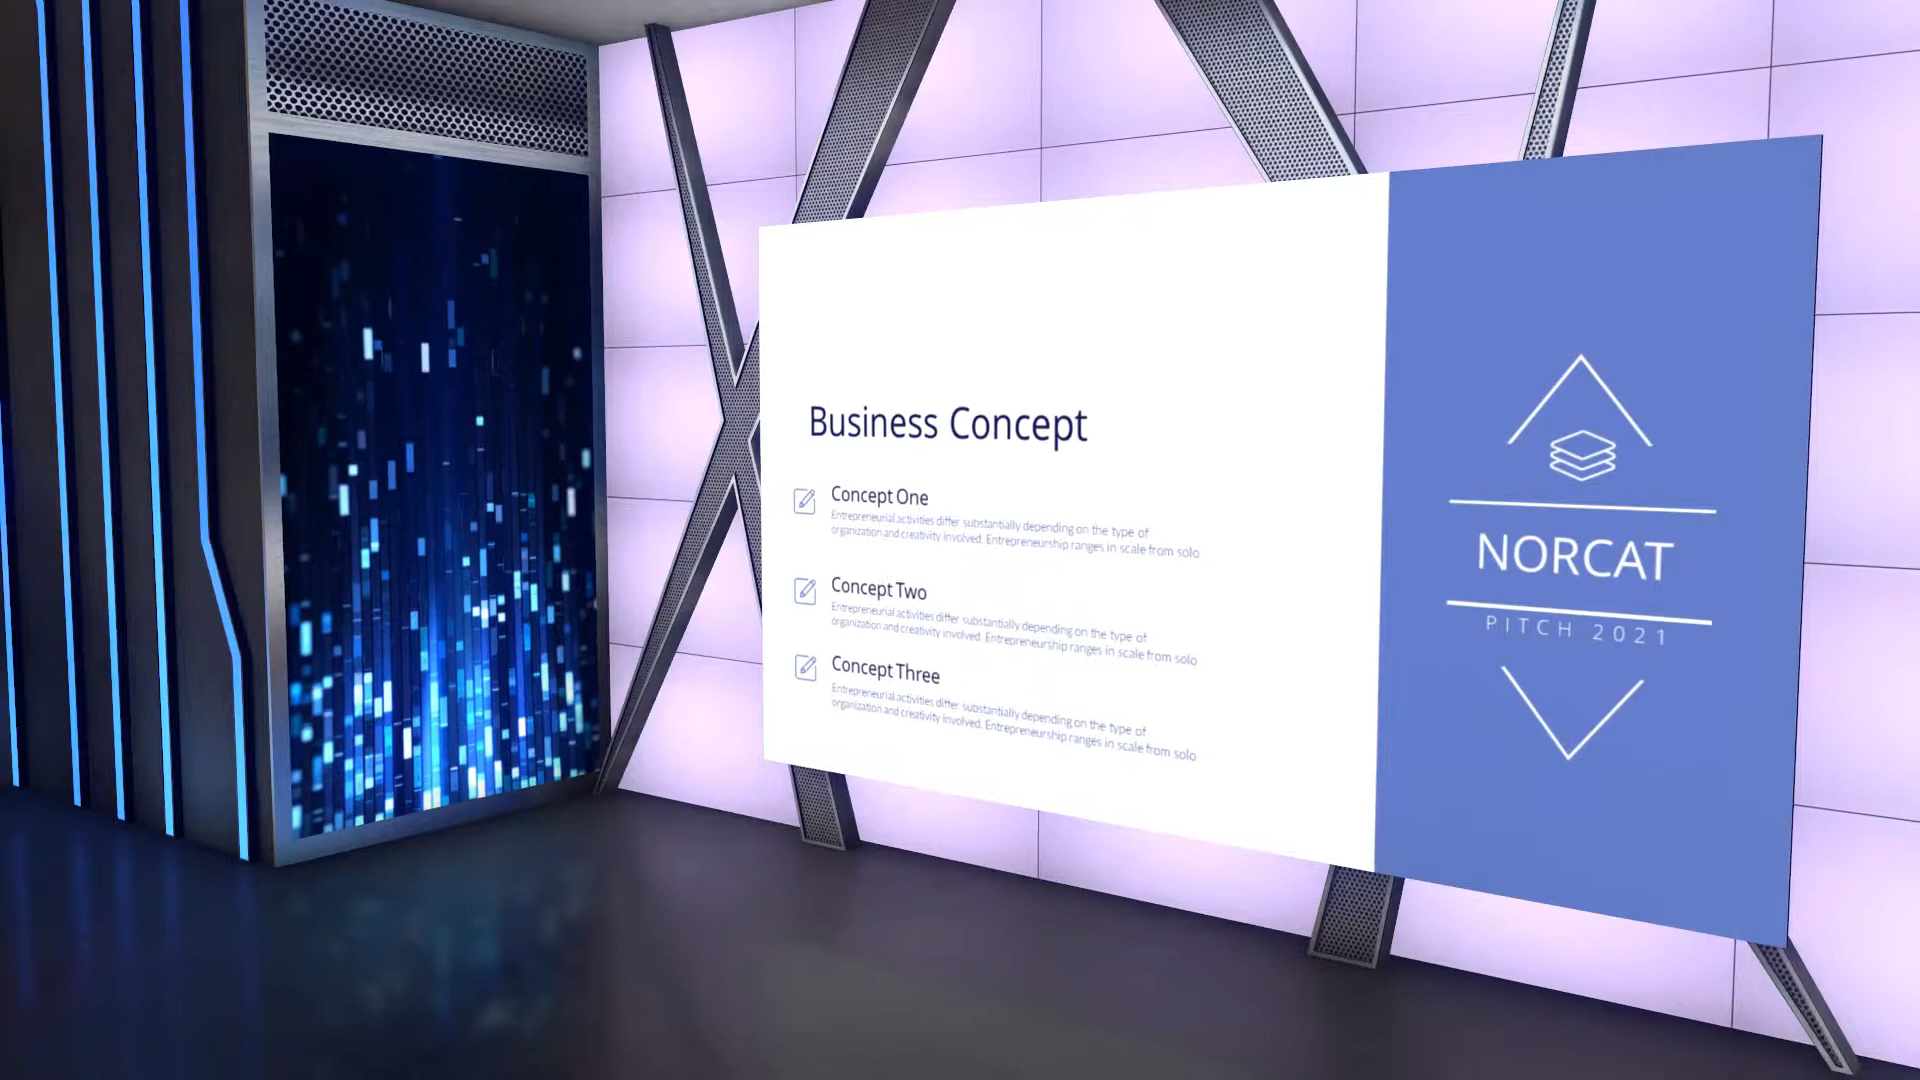 Business Concept
Concept One
Entrepreneurial activities differ substantially depending on the type of
organization and creativity involved. Entrepreneurship ranges in scale from solo
Concept Two
Entrepreneurial activities differ substantially depending on the type of
organization and creativity involved. Entrepreneurship ranges in scale from solo
Concept Three
Entrepreneurial activities differ substantially depending on the type of
organization and creativity involved. Entrepreneurship ranges in scale from solo
NORCAT
PITCH 2021